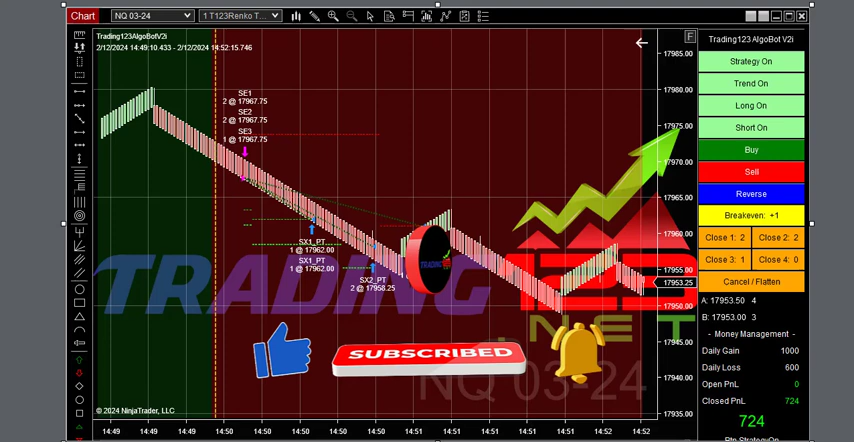 Chart
NQ 03-24
1 T123Renko T...
Trading123AlgoBotV2i
2/12/2024 14:49:10.433 - 2/12/2024 14:52:15.746
F
SE1
2 @ 17967.75
SE2
2 @ 17967.75
SE3
1 @ 17967.75
SX1_PT
1 @ 17962.00
SX1_PT
1 @ 17962.00
SX2_PT
2 @ 17958.25
TRADING
123
.NET
SUBSCRIBED
NQ 03-24
© 2024 NinjaTrader, LLC
17985.00
17980.00
17975.00
17970.00
17965.00
17960.00
17955.00
17953.25
17950.00
17945.00
17940.00
17935.00
14:49 14:49 14:49 14:50 14:50 14:50 14:50 14:50 14:51 14:51 14:51 14:51 14:51 14:52 14:52
Trading123AlgoBot V2i
Strategy On
Trend On
Long On
Short On
Buy
Sell
Reverse
Breakeven: +1
Close 1: 2 Close 2: 2
Close 3: 1 Close 4: 0
Cancel / Flatten
A: 17953.50 4
B: 17953.00 3
- Money Management -
Daily Gain 1000
Daily Loss 600
Open PnL 0
Closed PnL 724
724